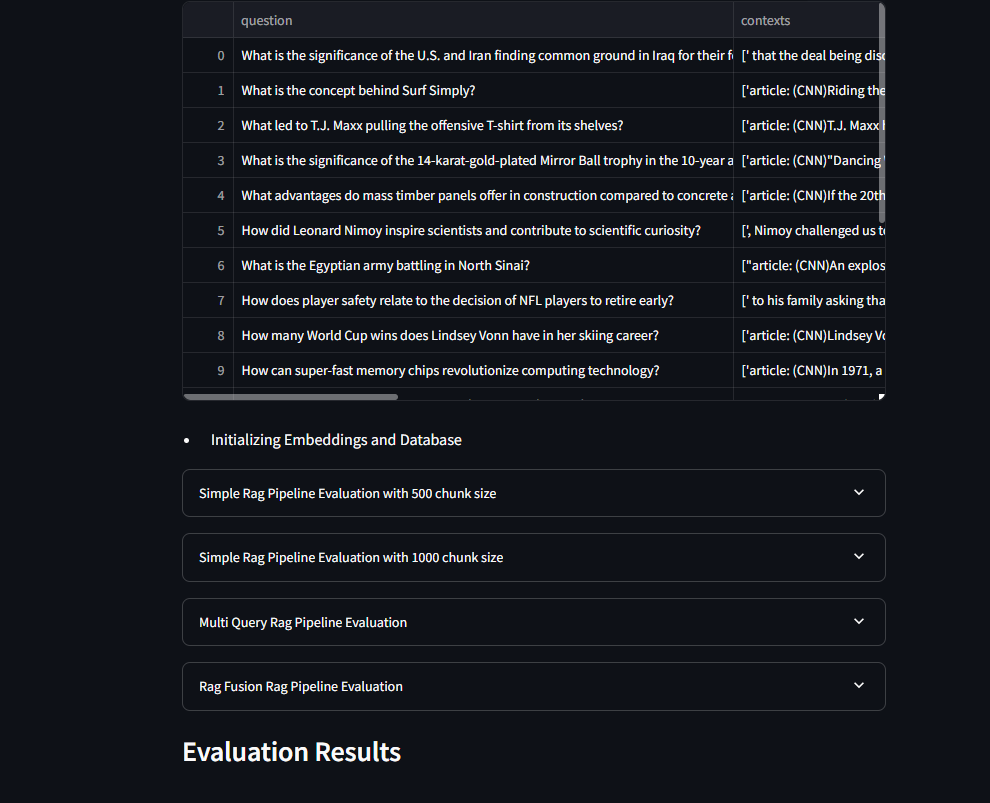 question contexts
0 What is the significance of the U.S. and Iran finding common ground in Iraq for their f [' that the deal being disc
1 What is the concept behind Surf Simply? ['article: (CNN)Riding the
2 What led to T.J. Maxx pulling the offensive T-shirt from its shelves? ['article: (CNN)T.J. Maxx
3 What is the significance of the 14-karat-gold-plated Mirror Ball trophy in the 10-year a ['article: (CNN)"Dancing
4 What advantages do mass timber panels offer in construction compared to concrete ['article: (CNN)If the 20th
5 How did Leonard Nimoy inspire scientists and contribute to scientific curiosity? [', Nimoy challenged us t
6 What is the Egyptian army battling in North Sinai? ["article: (CNN)An explos
7 How does player safety relate to the decision of NFL players to retire early? [' to his family asking tha
8 How many World Cup wins does Lindsey Vonn have in her skiing career? ['article: (CNN)Lindsey Vo
9 How can super-fast memory chips revolutionize computing technology? ['article: (CNN)In 1971, a
• Initializing Embeddings and Database
Simple Rag Pipeline Evaluation with 500 chunk size
Simple Rag Pipeline Evaluation with 1000 chunk size
Multi Query Rag Pipeline Evaluation
Rag Fusion Rag Pipeline Evaluation
Evaluation Results